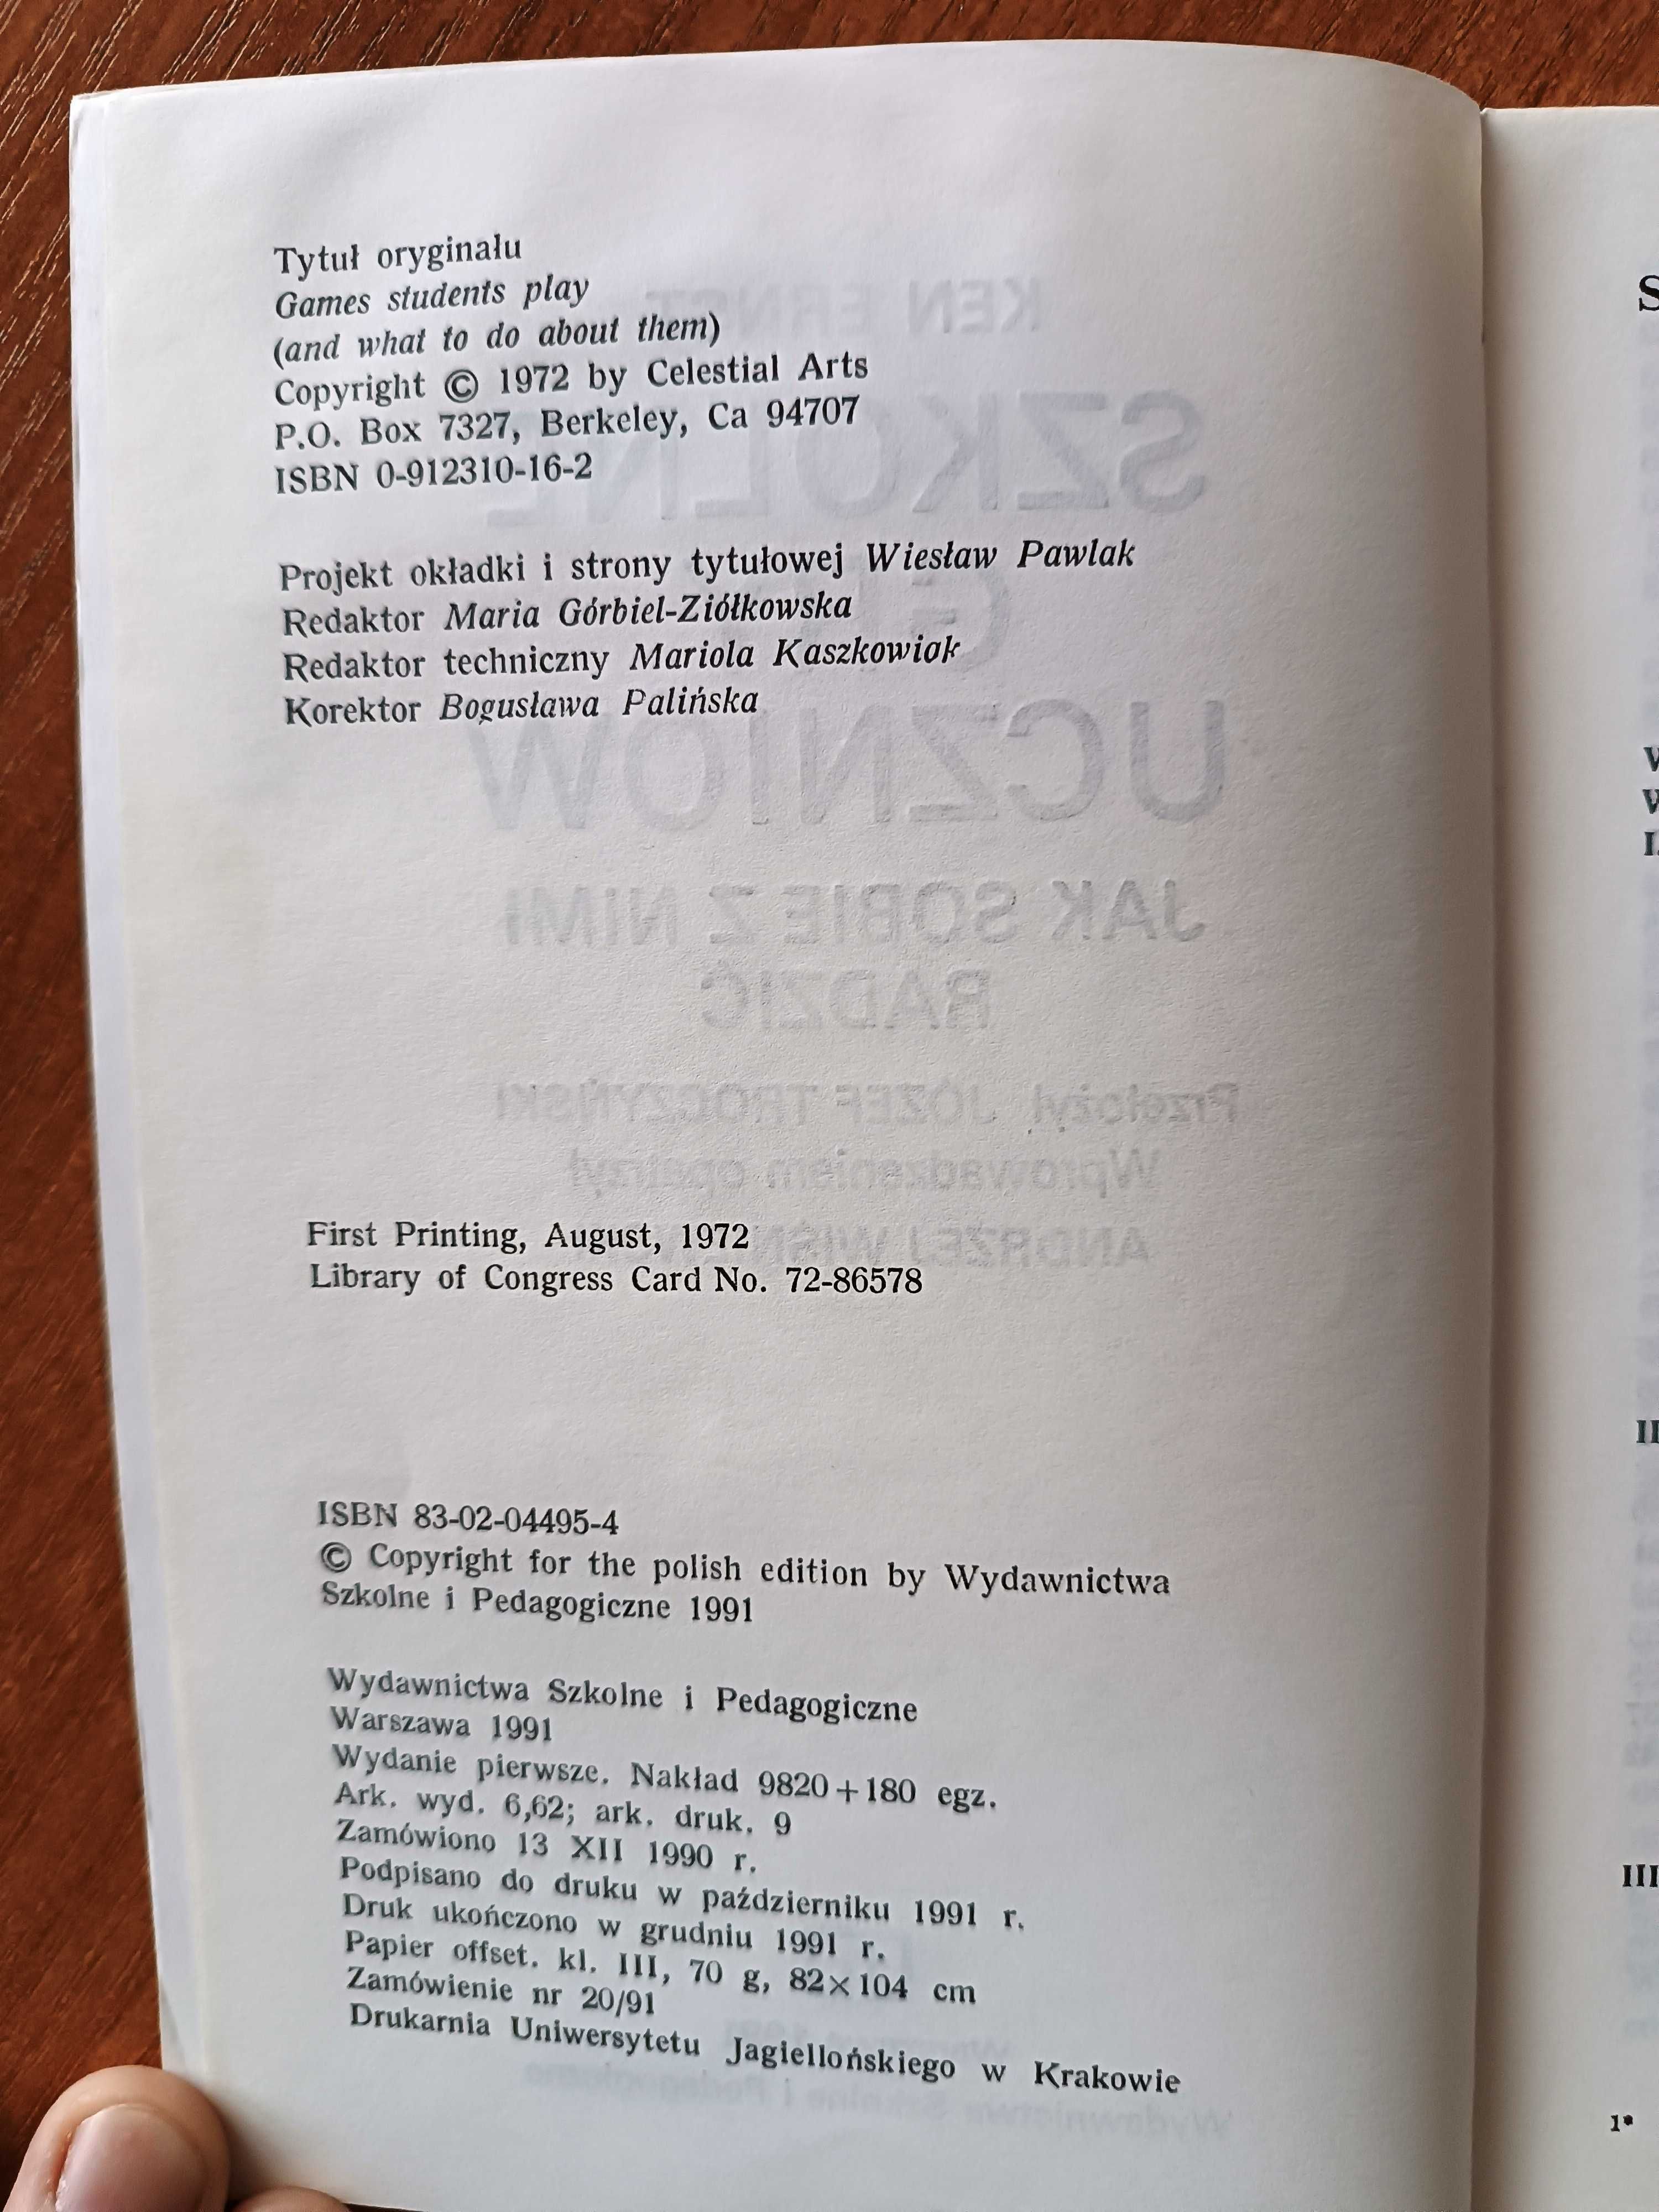 Tytuł oryginału
Games students play
(and what to do about them)
Copyright © 1972 by Celestial Arts
P.O. Box 7327, Berkeley, Ca 94707
ISBN 0-912310-16-2
Projekt okładki i strony tytułowej Wiesław Pawlak
Redaktor Maria Górbiel-Ziółkowska
Redaktor techniczny Mariola Kaszkowiak
Korektor Bogusława Palińska
First Printing, August, 1972
Library of Congress Card No. 72-86578
ISBN 83-02-04495-4
© Copyright for the polish edition by Wydawnictwa
Szkolne i Pedagogiczne 1991
Wydawnictwa Szkolne i Pedagogiczne
Warszawa 1991
Wydanie pierwsze. Nakład 9820+180 egz.
Ark. wyd. 6,62; ark. druk. 9
Zamówiono 13 XII 1990 r.
Podpisano do druku w październiku 1991 r.
Druk ukończono w grudniu 1991 r.
Papier offset. kl. III, 70 g, 82×104 cm
Zamówienie nr 20/91
Drukarnia Uniwersytetu Jagiellońskiego w Krakowie
S
W
W
I.
II
III
1*